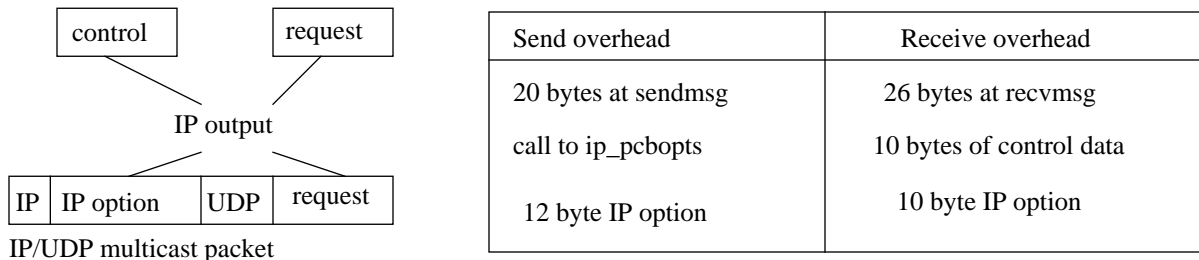 control
request
IP output
IP
IP option
UDP
request
IP/UDP multicast packet
Send overhead
Receive overhead
20 bytes at sendmsg
26 bytes at recvmsg
call to ip_pcbopts
10 bytes of control data
12 byte IP option
10 byte IP option